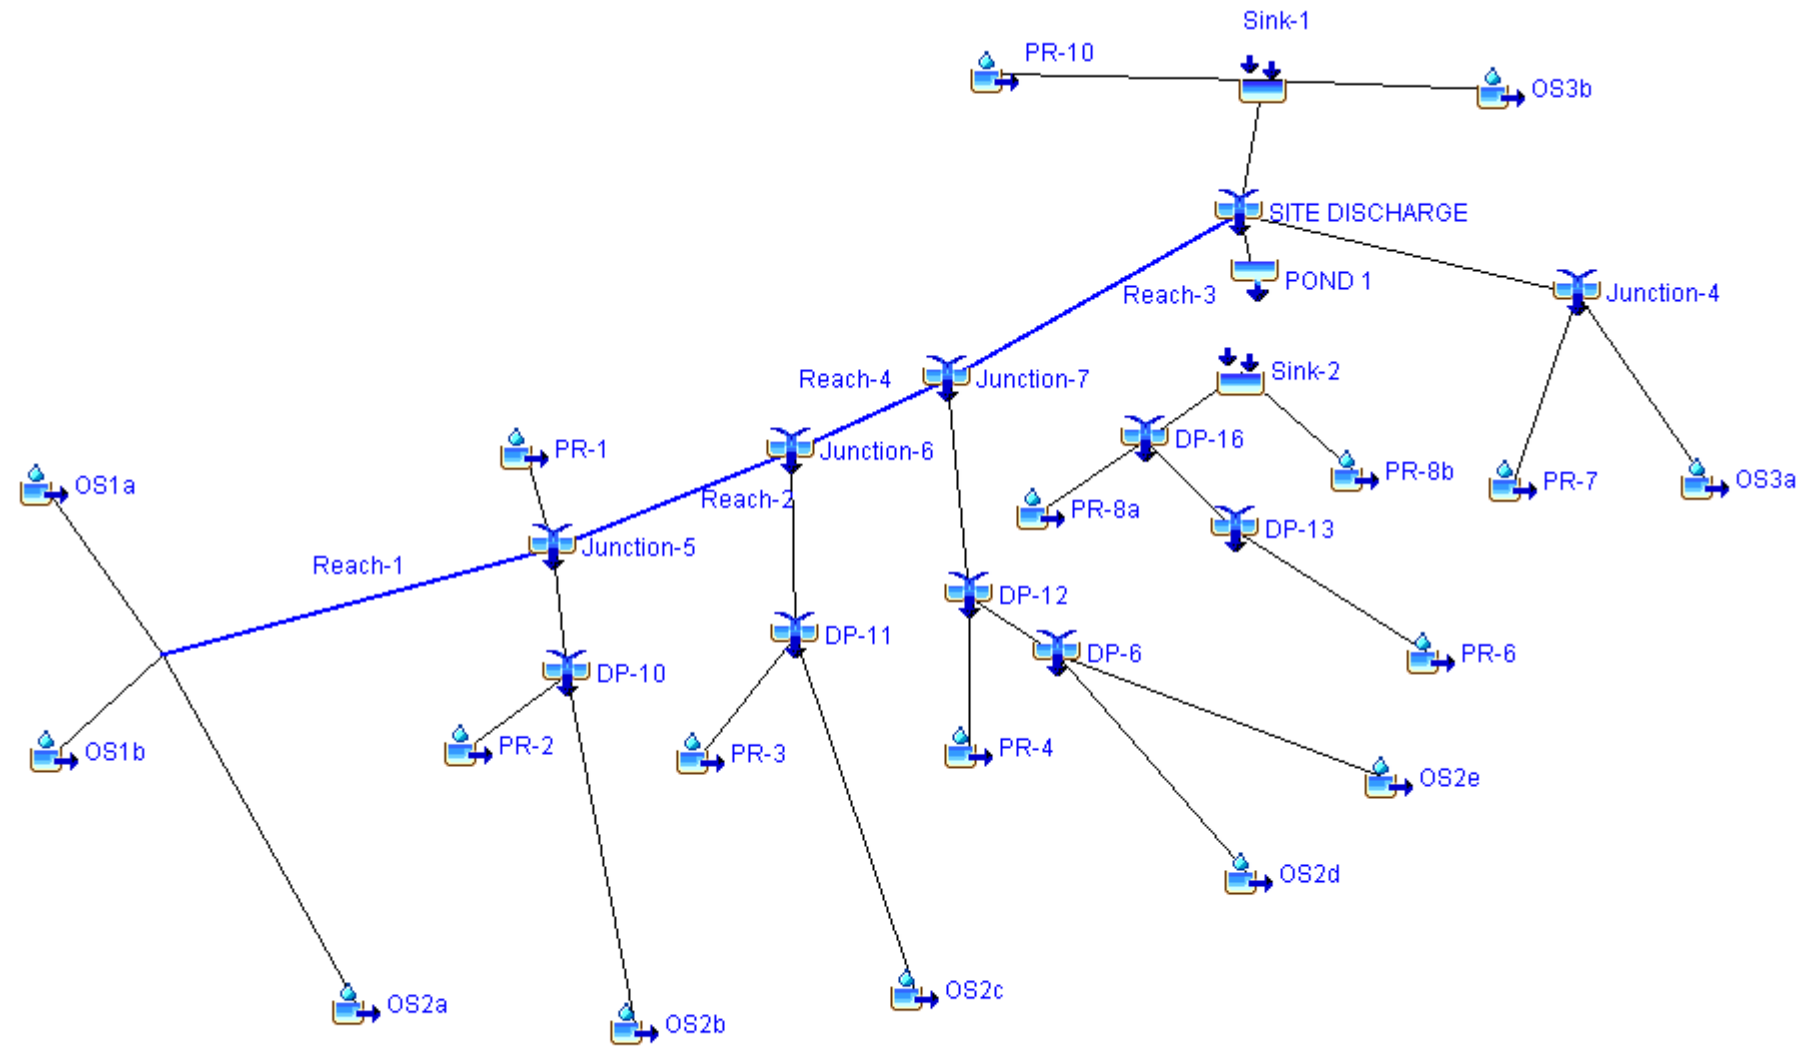 Sink-1
PR-10
OS3b
SITE DISCHARGE
POND 1
Reach-3
Junction-4
Reach-4
Junction-7
Sink-2
PR-1
Junction-6
DP-16
PR-8b
PR-7
OS3a
OS1a
Reach-2
PR-8a
DP-13
Reach-1
Junction-5
DP-12
DP-11
DP-6
PR-6
DP-10
OS1b
PR-2
PR-3
PR-4
OS2e
OS2d
OS2a
OS2b
OS2c